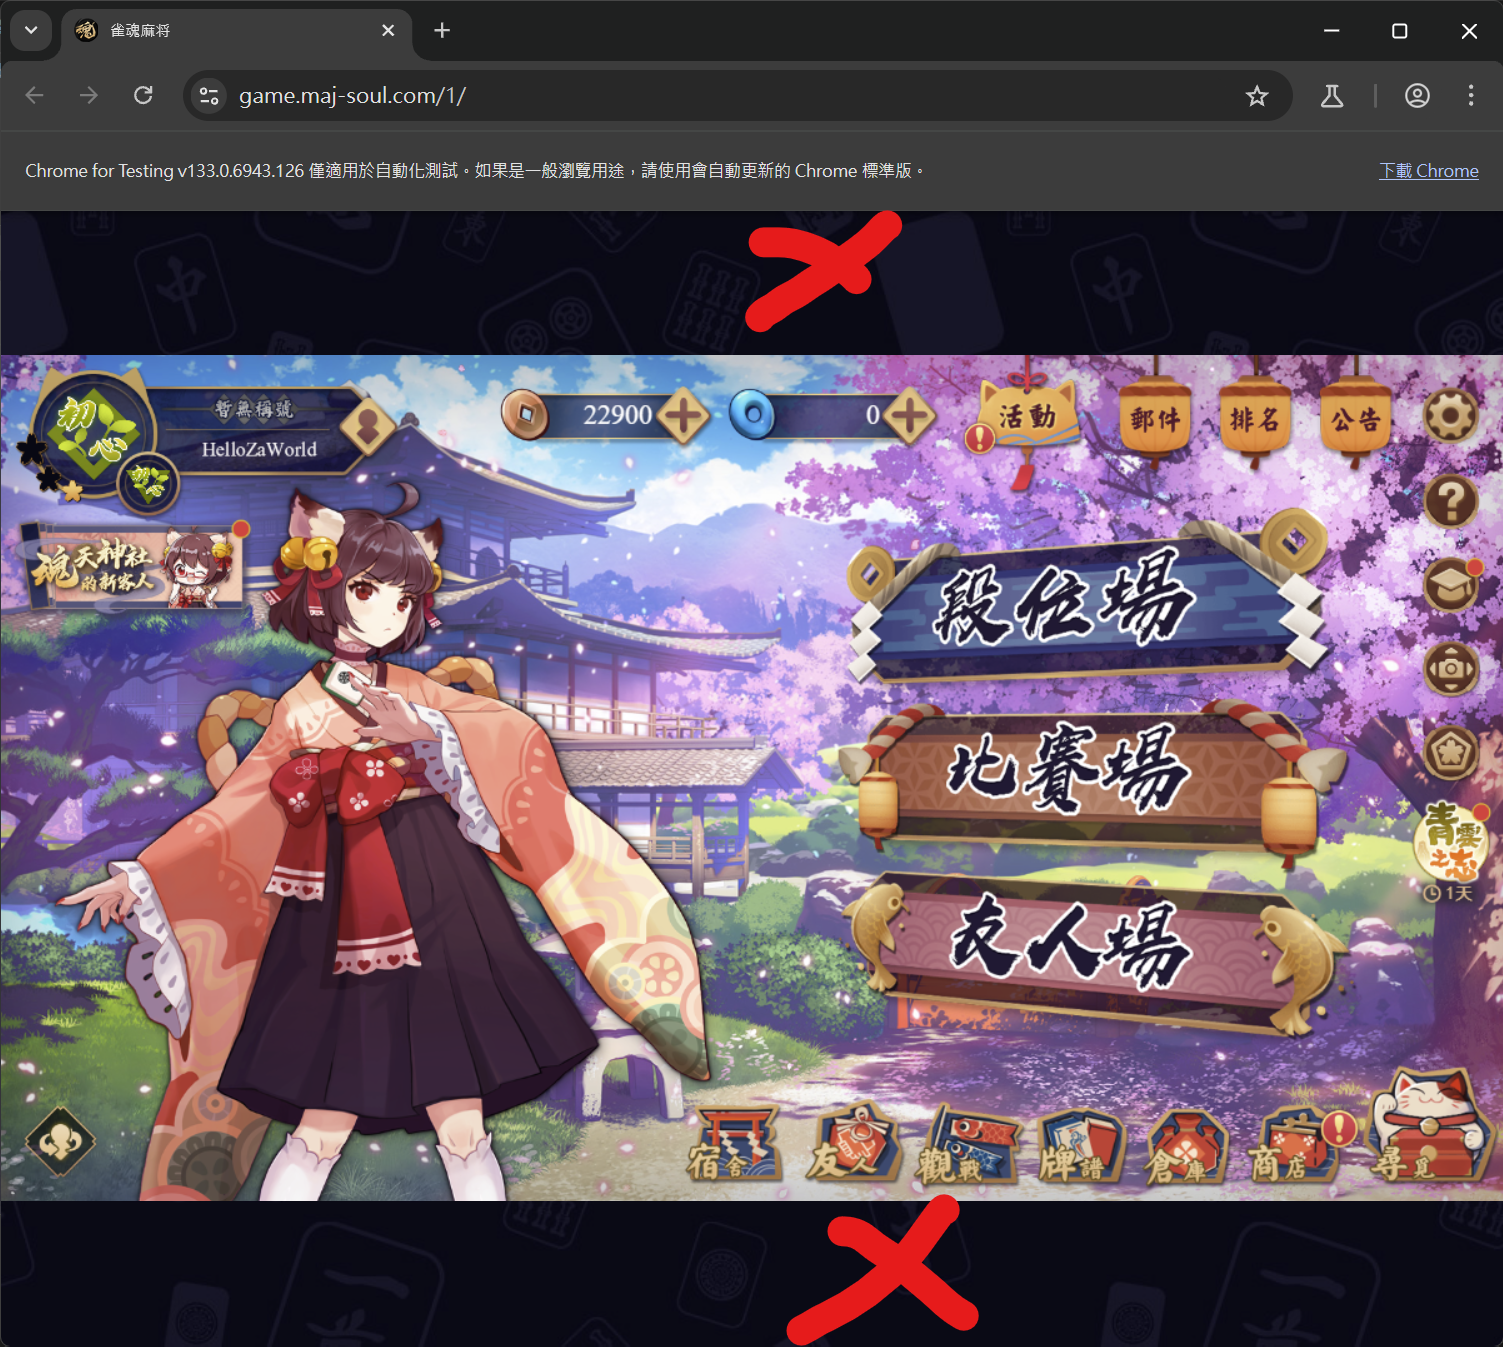 雀魂麻将
game.maj-soul.com/1/
Chrome for Testing v133.0.6943.126 僅適用於自動化測試。如果是一般瀏覽用途，請使用會自動更新的 Chrome 標準版。
下載 Chrome
初心
暫無稱號
HelloZaWorld
初心
22900
0
活動
郵件
排名
公告
魂天神社
的新客人
段位場
比賽場
友人場
青雲之志
1天
宿舍
友人
觀戰
牌譜
倉庫
商店
尋覓